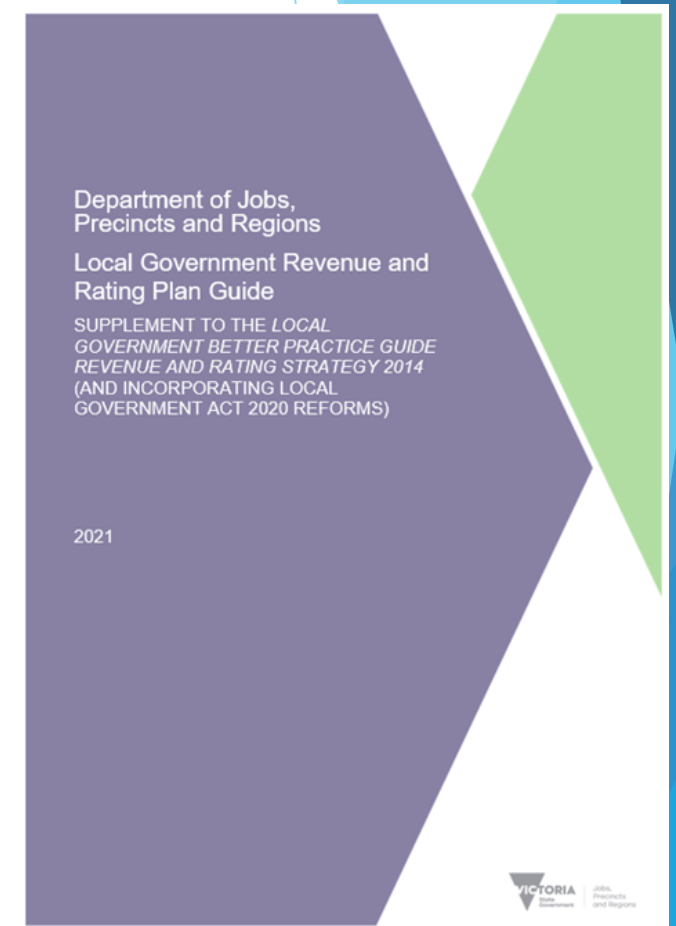 Department of Jobs,
Precincts and Regions
Local Government Revenue and
Rating Plan Guide
SUPPLEMENT TO THE LOCAL
GOVERNMENT BETTER PRACTICE GUIDE
REVENUE AND RATING STRATEGY 2014
(AND INCORPORATING LOCAL
GOVERNMENT ACT 2020 REFORMS)
2021
VICTORIA
State
Government
Jobs,
Precincts
and Regions